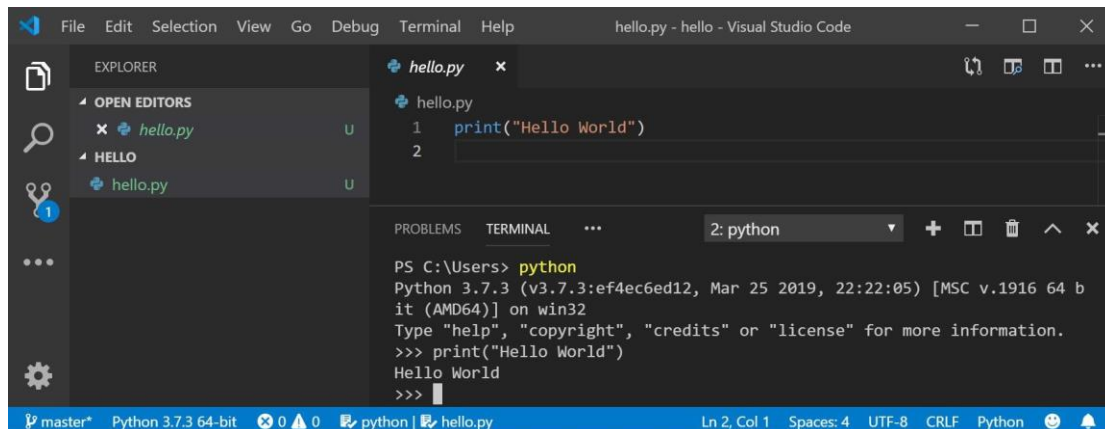 File Edit Selection View Go Debug Terminal Help hello.py - hello - Visual Studio Code
EXPLORER
OPEN EDITORS
hello.py U
HELLO
hello.py U
1
hello.py
hello.py
1 print("Hello World")
2
PROBLEMS TERMINAL 2: python
PS C:\Users> python
Python 3.7.3 (v3.7.3:ef4ec6ed12, Mar 25 2019, 22:22:05) [MSC v.1916 64 b
it (AMD64)] on win32
Type "help", "copyright", "credits" or "license" for more information.
>>> print("Hello World")
Hello World
>>>
master* Python 3.7.3 64-bit 0 0 python | hello.py Ln 2, Col 1 Spaces: 4 UTF-8 CRLF Python